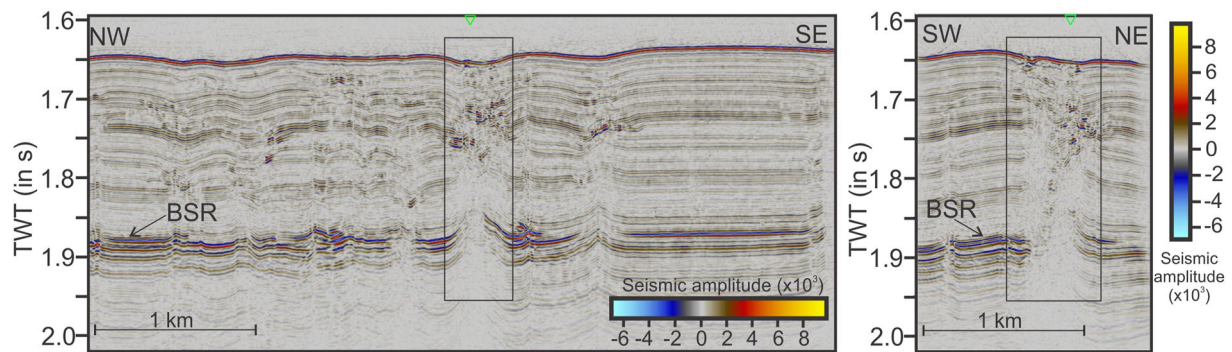 NW
SE
1.6
1.7
1.8
1.9
2.0
TWT (in s)
BSR
1 km
Seismic amplitude (x10³)
-6 -4 -2 0 2 4 6 8
SW
NE
1.6
1.7
1.8
1.9
2.0
TWT (in s)
BSR
1 km
8
6
4
2
0
-2
-4
-6
Seismic
amplitude
(x10³)